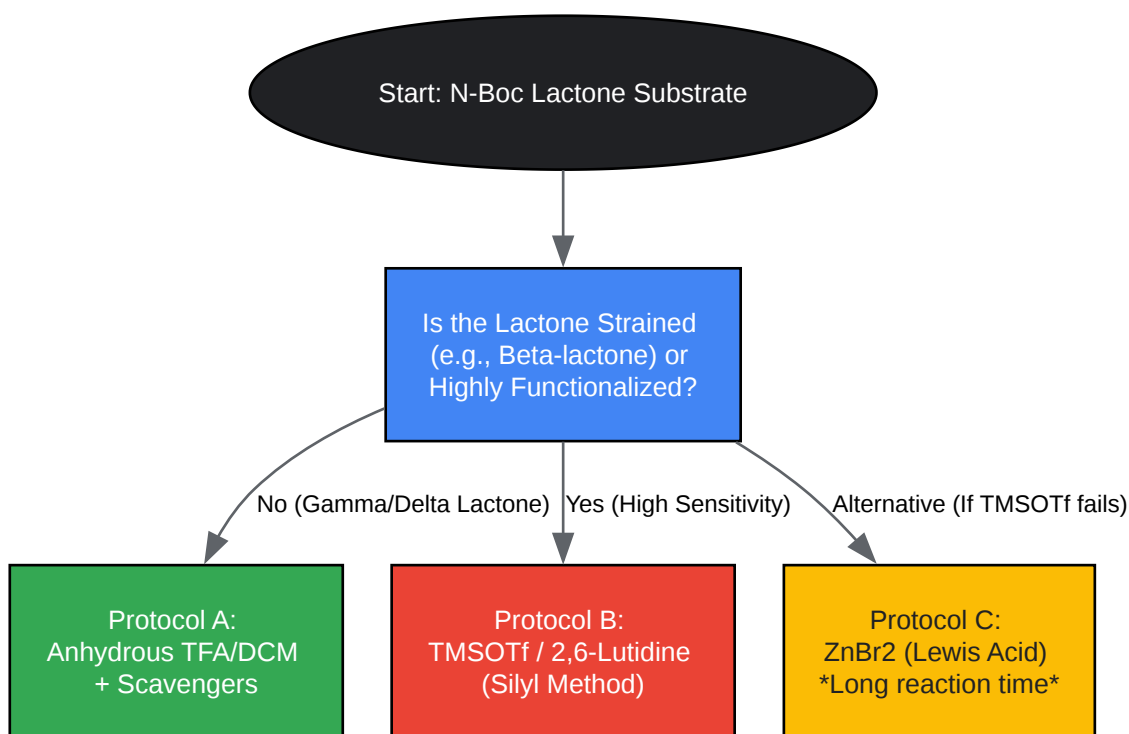 Start: N-Boc Lactone Substrate
Is the Lactone Strained
(e.g., Beta-lactone) or
Highly Functionalized?
No (Gamma/Delta Lactone)
Yes (High Sensitivity)
Alternative (If TMSOTf fails)
Protocol A:
Anhydrous TFA/DCM
+ Scavengers
Protocol B:
TMSOTf / 2,6-Lutidine
(Silyl Method)
Protocol C:
ZnBr2 (Lewis Acid)
*Long reaction time*